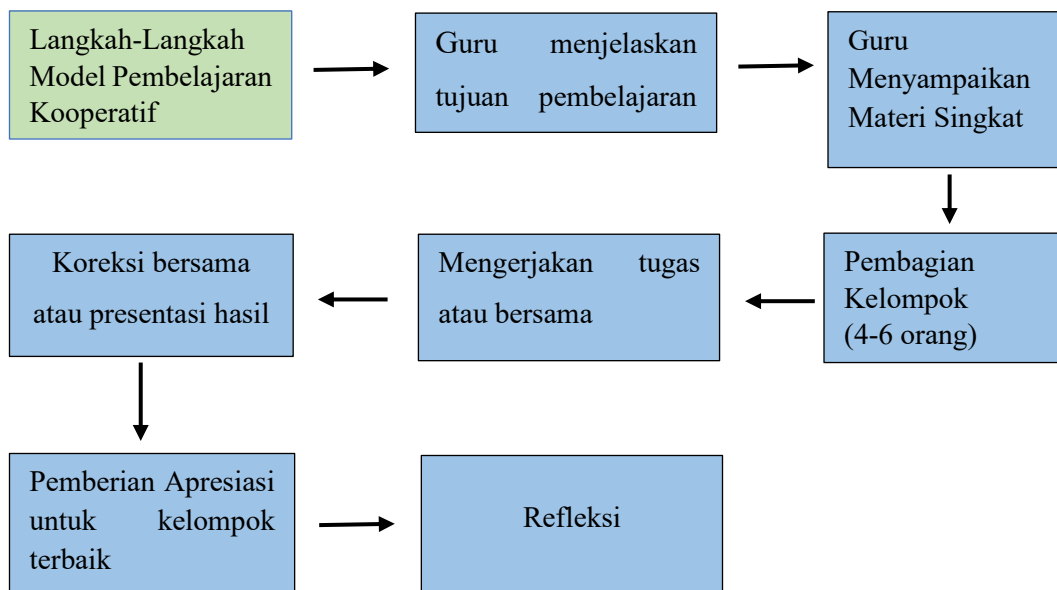 Langkah-Langkah
Model Pembelajaran
Kooperatif
Guru menjelaskan
tujuan pembelajaran
Guru
Menyampaikan
Materi Singkat
Pembagian
Kelompok
(4-6 orang)
Mengerjakan tugas
atau bersama
Koreksi bersama
atau presentasi hasil
Pemberian Apresiasi
untuk kelompok
terbaik
Refleksi